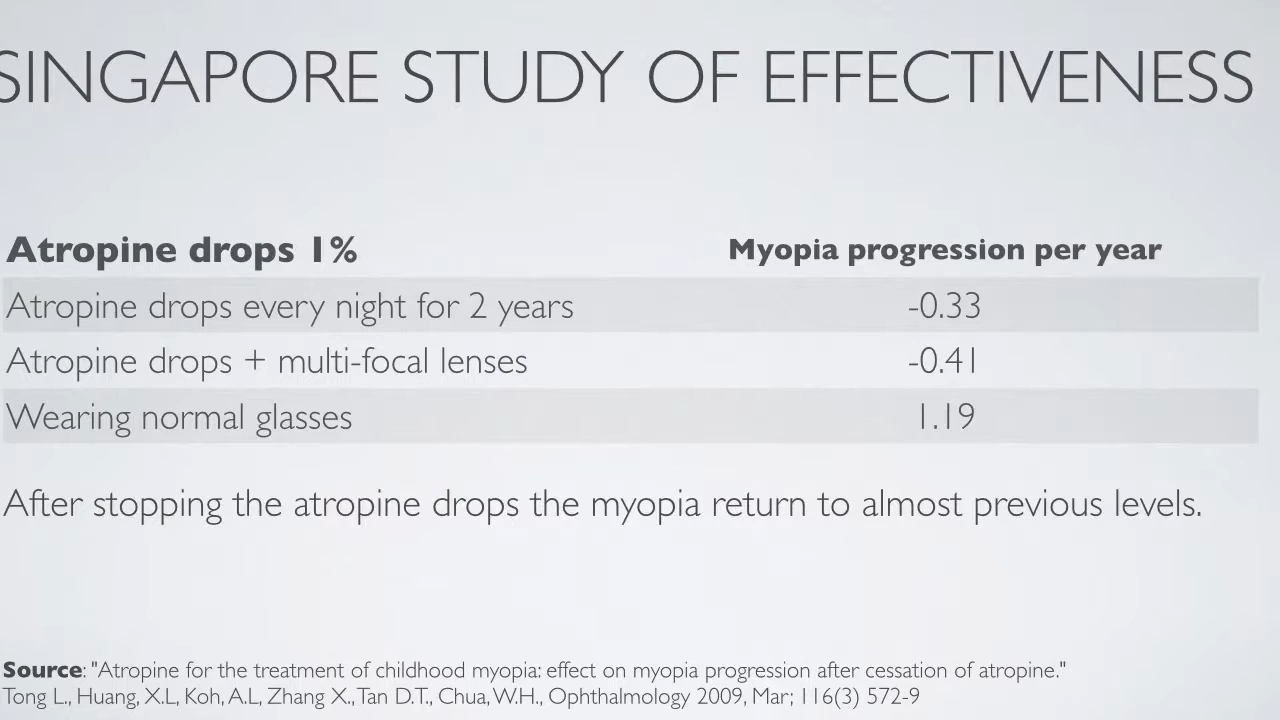 SINGAPORE STUDY OF EFFECTIVENESS
Atropine drops 1% Myopia progression per year
Atropine drops every night for 2 years -0.33
Atropine drops + multi-focal lenses -0.41
Wearing normal glasses 1.19
After stopping the atropine drops the myopia return to almost previous levels.
Source: "Atropine for the treatment of childhood myopia: effect on myopia progression after cessation of atropine."
Tong L., Huang, X.L, Koh, A.L, Zhang X., Tan D.T., Chua, W.H., Ophthalmology 2009, Mar; 116(3) 572-9